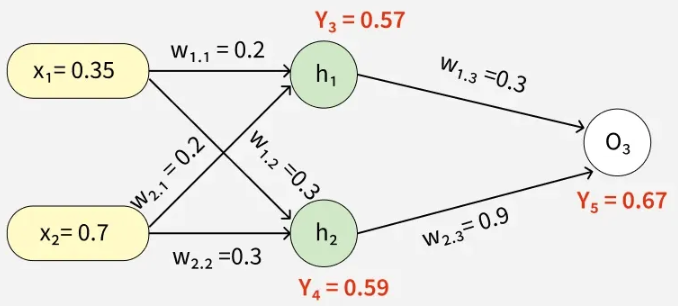 Y₃ = 0.57
w₁.₁ = 0.2
x₁= 0.35
h₁
w₁.₃ =0.3
w₂.₁ = 0.2
w₁.₂ =0.3
O₃
Y₅ = 0.67
x₂= 0.7
h₂
w₂.₃= 0.9
w₂.₂ =0.3
Y₄ = 0.59